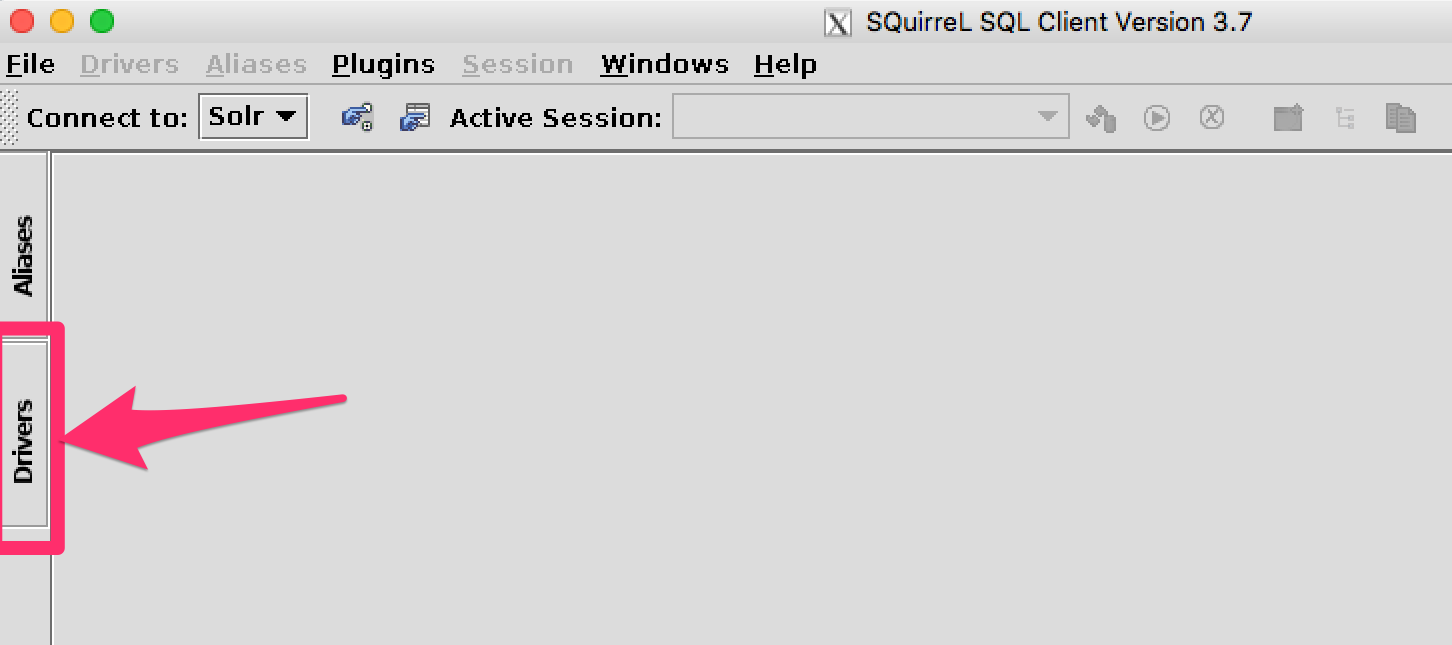 SQuirreL SQL Client Version 3.7
File Drivers Aliases Plugins Session Windows Help
Connect to: Solr Active Session:
Aliases
Drivers